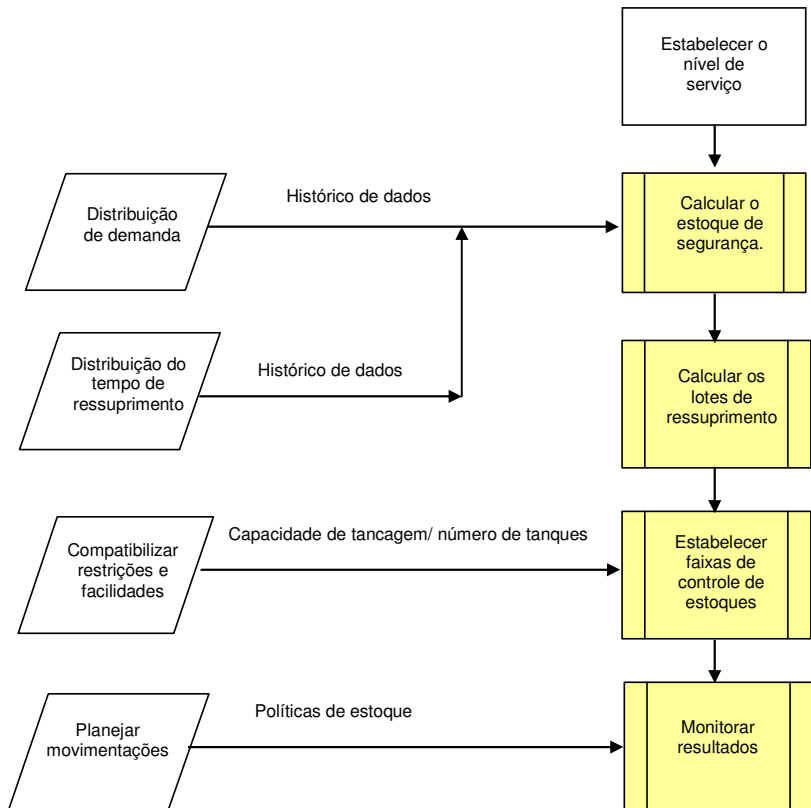 Estabelecer o
nível de
serviço
Histórico de dados
Distribuição
de demanda
Calcular o
estoque de
segurança.
Distribuição do
tempo de
ressuprimento
Histórico de dados
Calcular os
lotes de
ressuprimento
Capacidade de tancagem/ número de tanques
Compatibilizar
restrições e
facilidades
Estabelecer
faixas de
controle de
estoques
Políticas de estoque
Planejar
movimentações
Monitorar
resultados